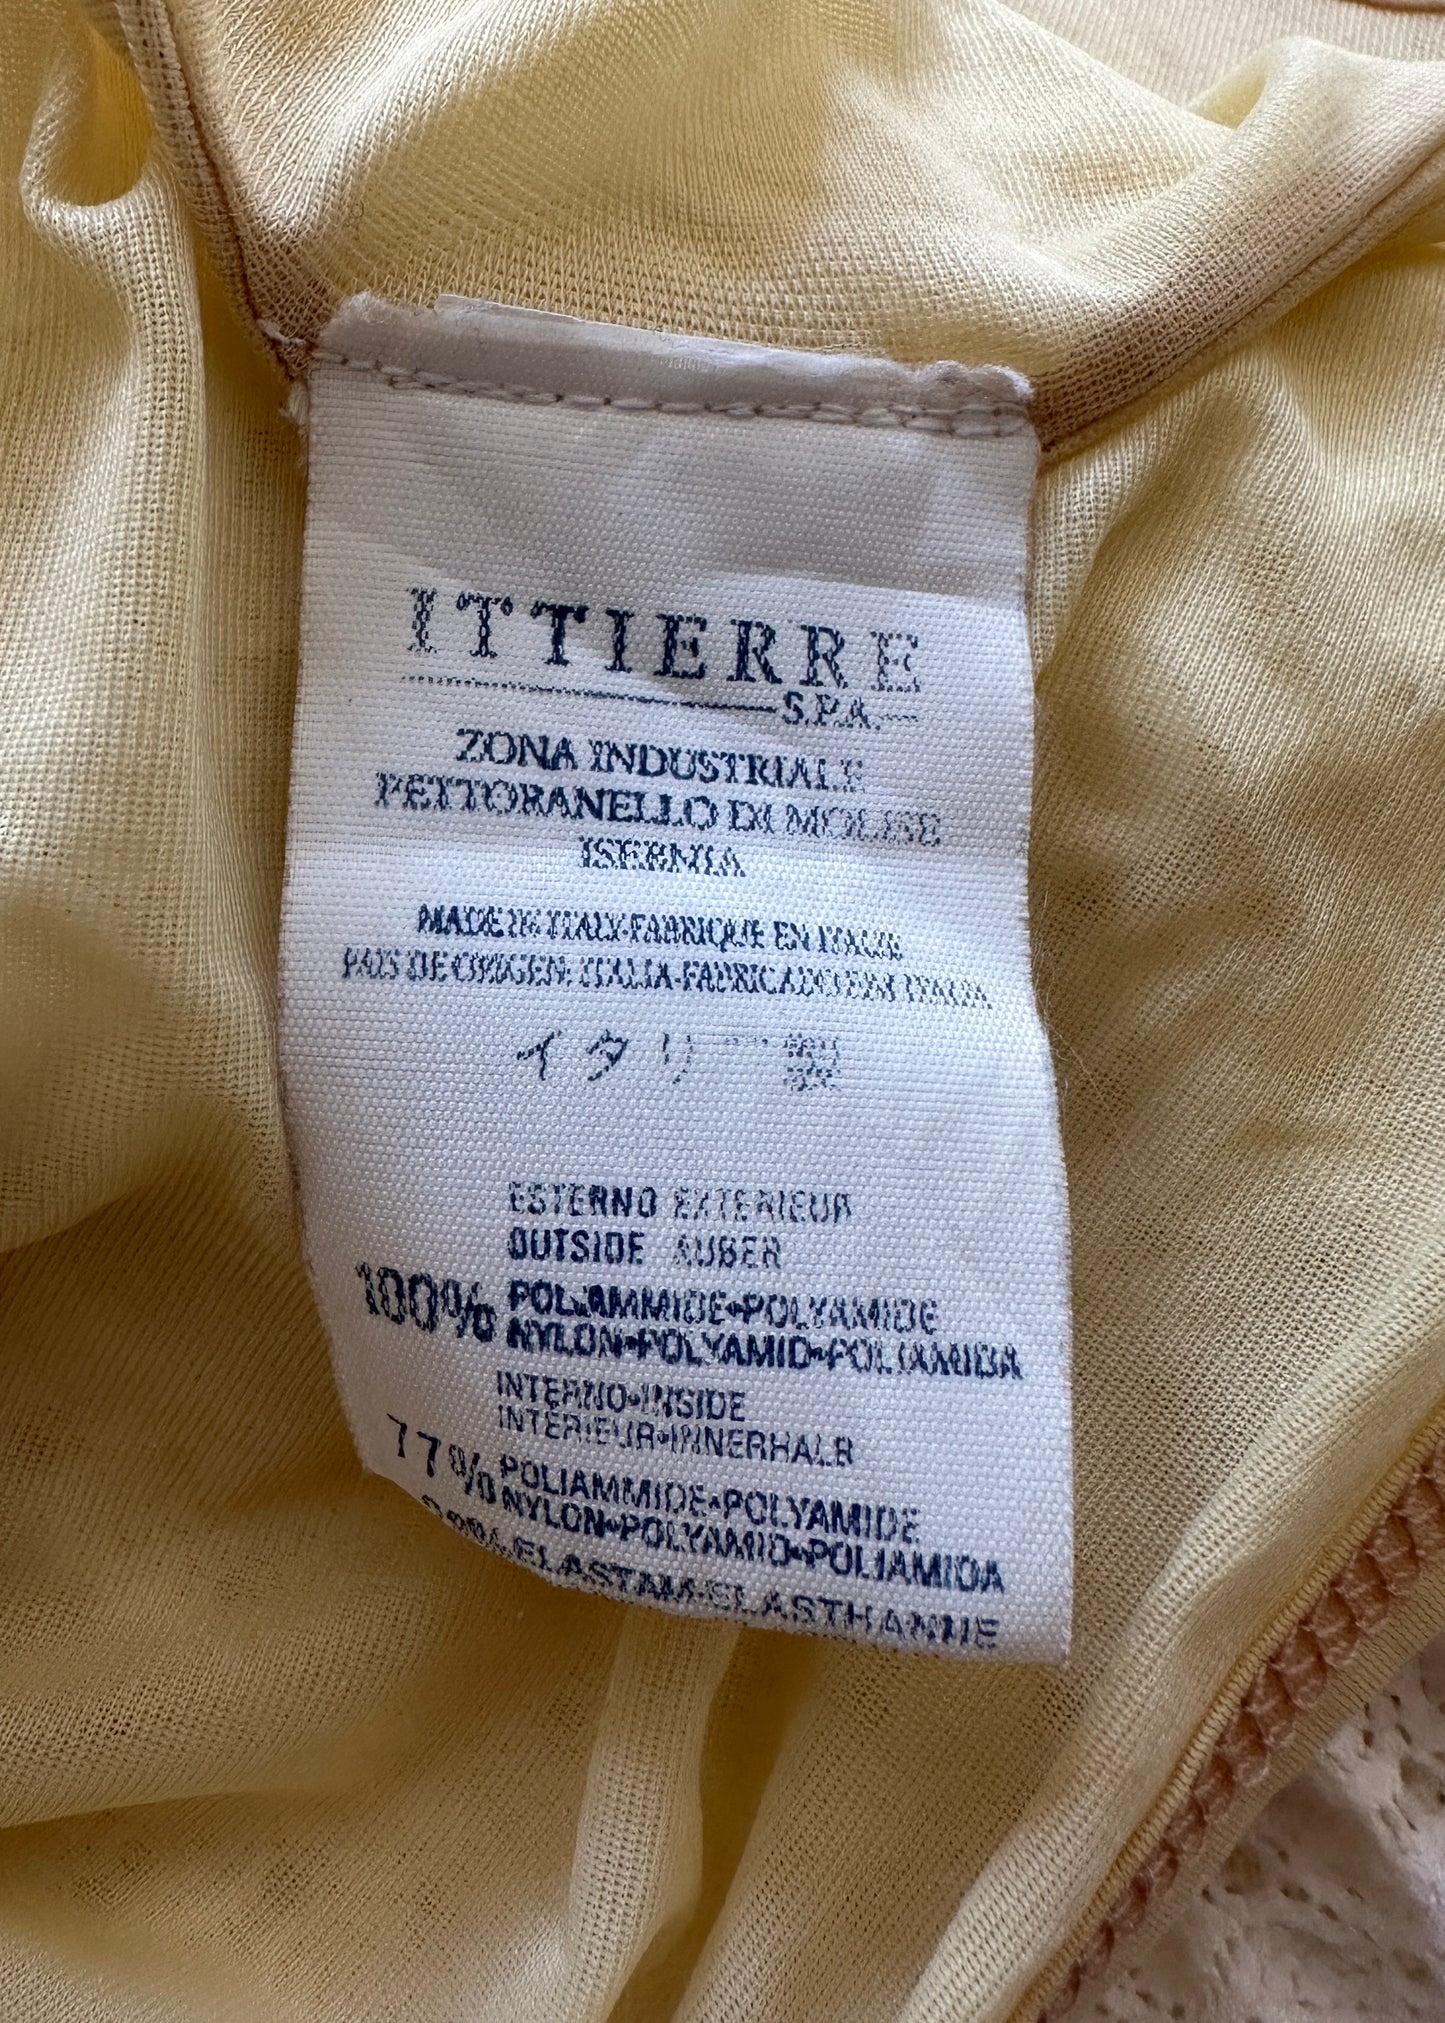 ITTIERRE
S.P.A.
ZONA INDUSTRIALE
PETTORANELLO DI MOLISE
ISERNIA
MADE IN ITALY-FABRIQUE EN ITALIE
PAIS DE ORIGEN: ITALIA-FABRICADO EM ITALIA
イタリー製
ESTERNO EXTERIEUR
OUTSIDE AUBER
100% POLIAMMIDE•POLYAMIDE
NYLON•POLYAMID•POLIAMIDA
INTERNO•INSIDE
INTERIEUR•INNERHALB
77% POLIAMMIDE•POLYAMIDE
NYLON•POLYAMID•POLIAMIDA
ELASTAM•ELASTHANNE